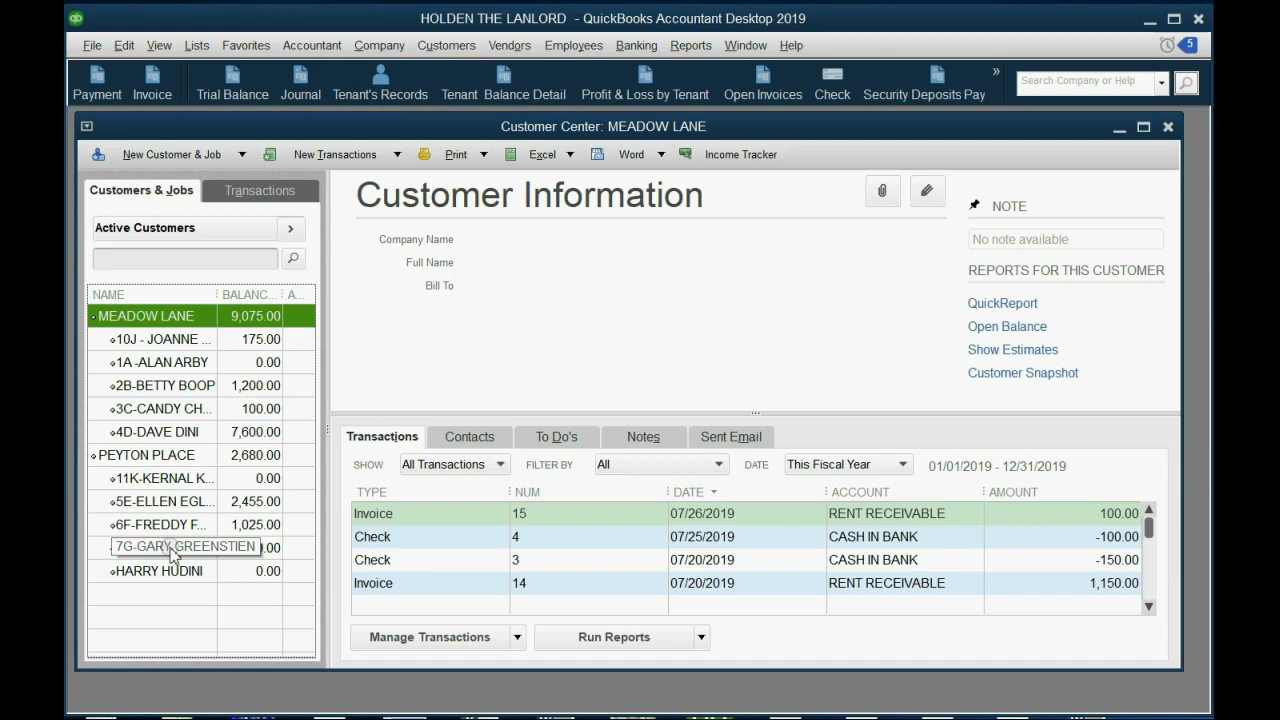 qb
HOLDEN THE LANLORD - QuickBooks Accountant Desktop 2019
File Edit View Lists Favorites Accountant Company Customers Vendors Employees Banking Reports Window Help
5
Payment Invoice Trial Balance Journal Tenant's Records Tenant Balance Detail Profit & Loss by Tenant Open Invoices Check Security Deposits Pay »
Search Company or Help
Customer Center: MEADOW LANE
New Customer & Job New Transactions Print Excel Word Income Tracker
Customers & Jobs Transactions
Active Customers
NAME BALANC... A...
MEADOW LANE 9,075.00
10J - JOANNE ... 175.00
1A -ALAN ARBY 0.00
2B-BETTY BOOP 1,200.00
3C-CANDY CH... 100.00
4D-DAVE DINI 7,600.00
PEYTON PLACE 2,680.00
11K-KERNAL K... 0.00
5E-ELLEN EGL... 2,455.00
6F-FREDDY F... 1,025.00
7G-GARY GREENSTIEN
HARRY HUDINI 0.00
Customer Information
Company Name
Full Name
Bill To
NOTE
No note available
REPORTS FOR THIS CUSTOMER
QuickReport
Open Balance
Show Estimates
Customer Snapshot
Transactions Contacts To Do's Notes Sent Email
SHOW All Transactions FILTER BY All DATE This Fiscal Year 01/01/2019 - 12/31/2019
TYPE NUM DATE ACCOUNT AMOUNT
Invoice 15 07/26/2019 RENT RECEIVABLE 100.00
Check 4 07/25/2019 CASH IN BANK -100.00
Check 3 07/20/2019 CASH IN BANK -150.00
Invoice 14 07/20/2019 RENT RECEIVABLE 1,150.00
Manage Transactions Run Reports